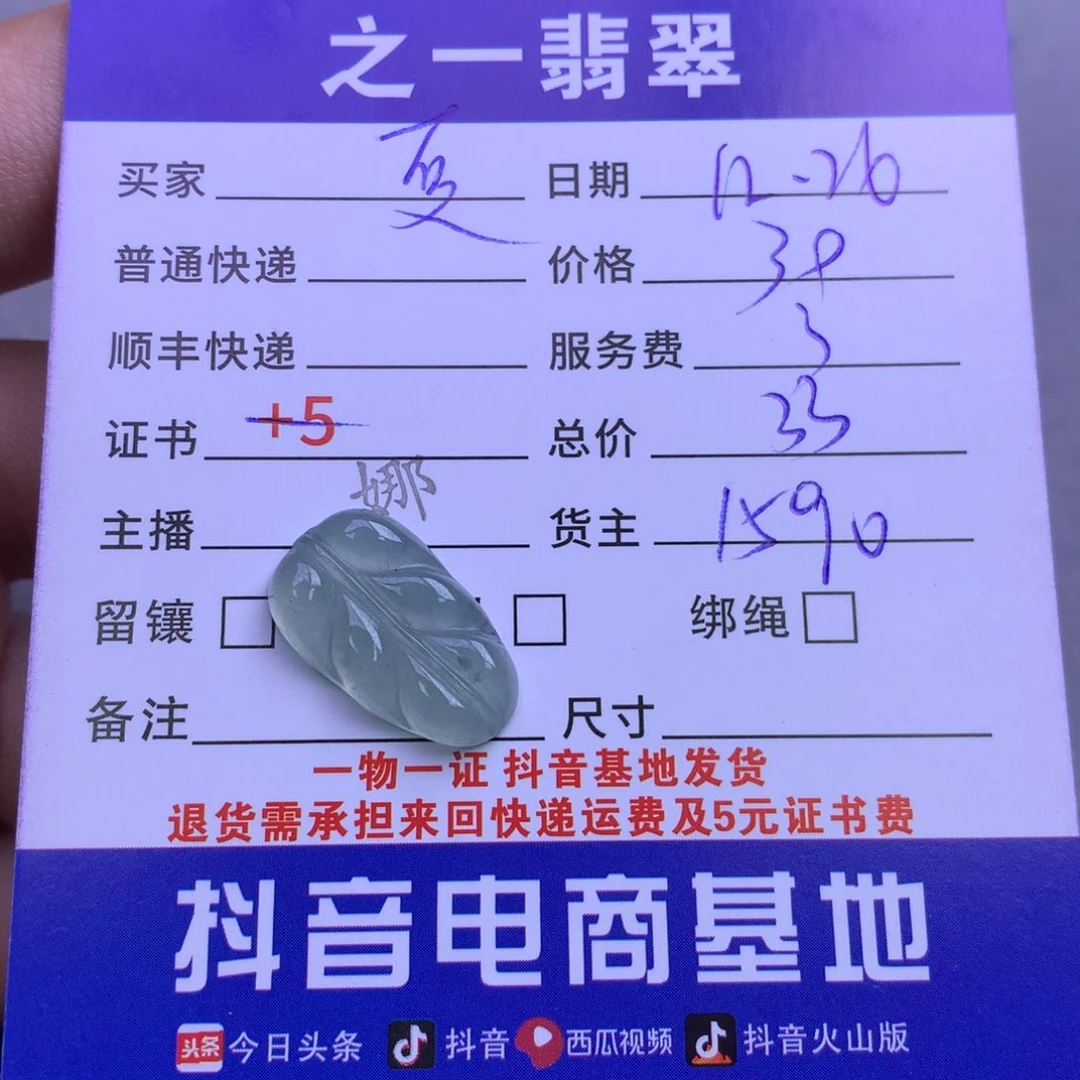 之一翡翠
买家 夏 日期 12-26
普通快递 价格 38
顺丰快递 服务费
证书 +5 总价 33
主播 娜 货主 1590
留镶 绑绳
备注 尺寸
一物一证 抖音基地发货
退货需承担来回快递运费及5元证书费
抖音电商基地
头条 今日头条 抖音 西瓜视频 抖音火山版